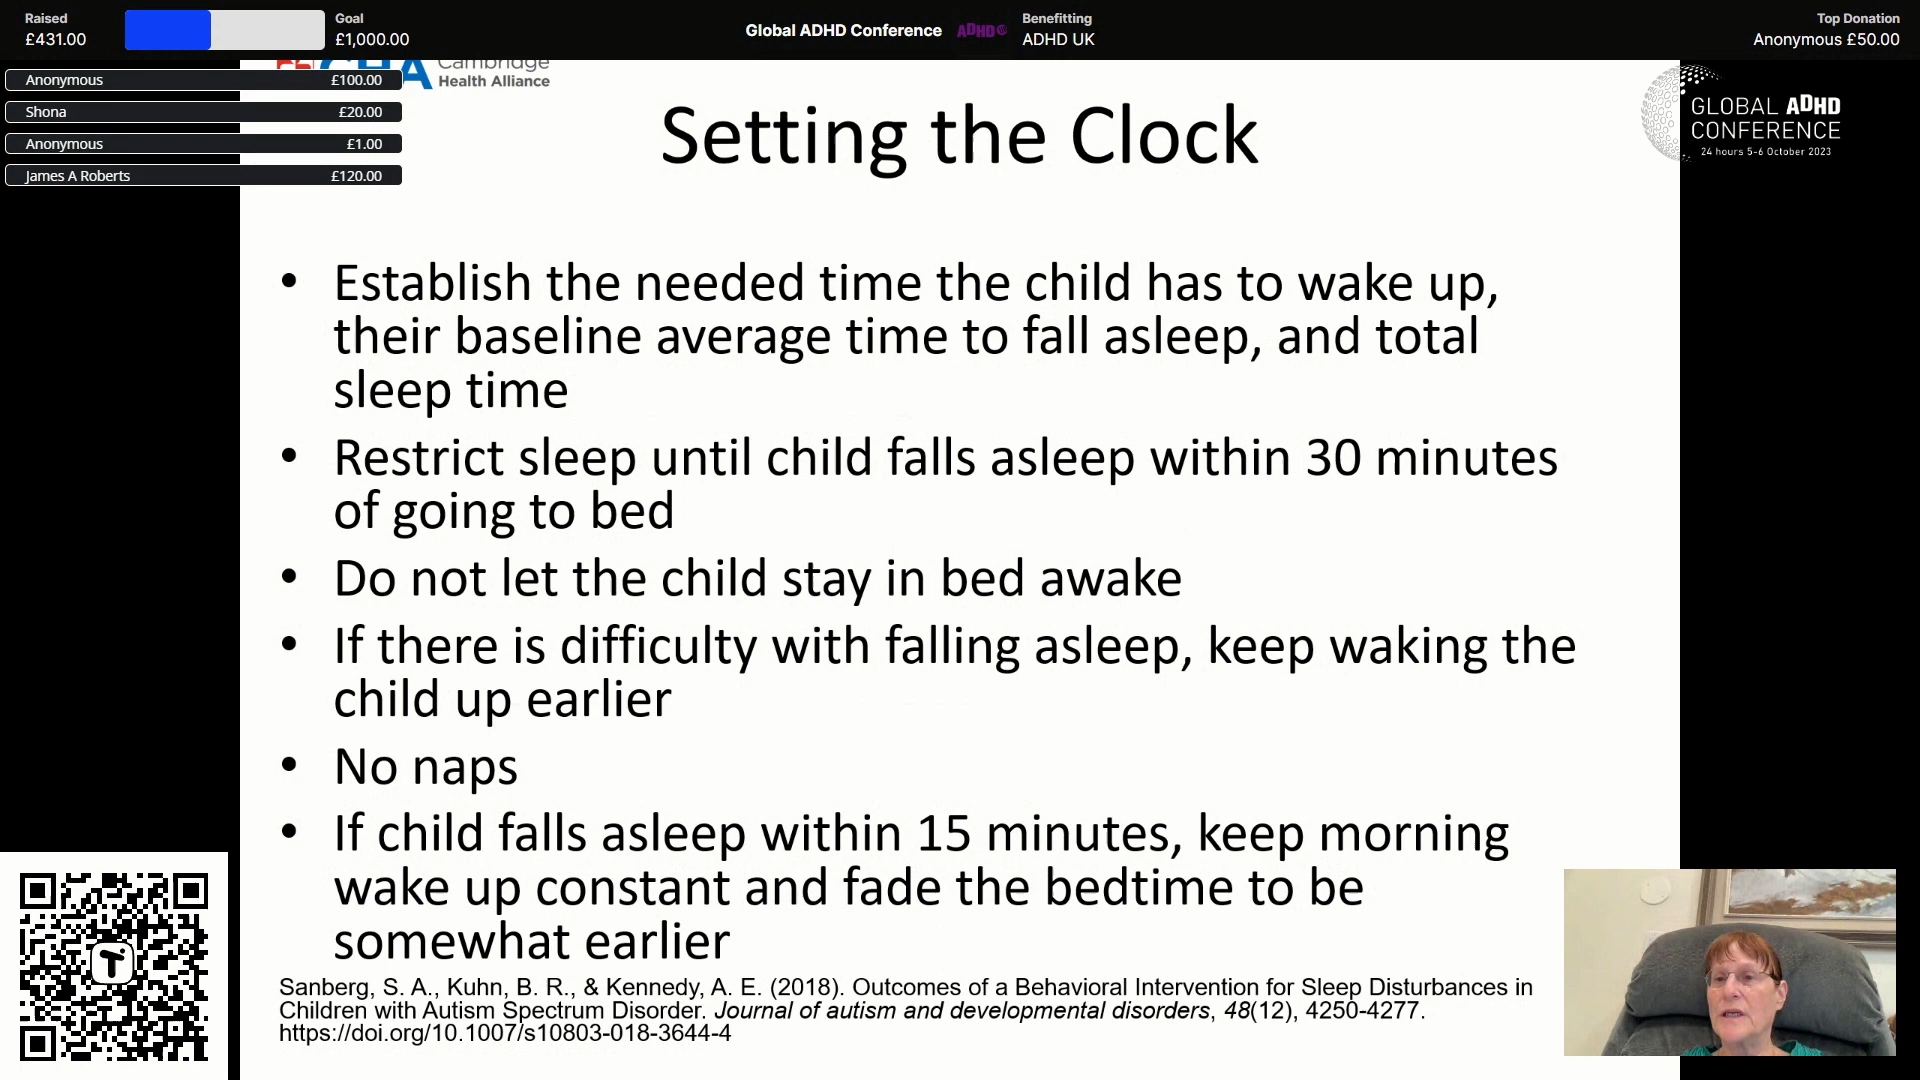 Raised
£431.00
Goal
£1,000.00
Global ADHD Conference
ADHD
Benefitting
ADHD UK
Top Donation
Anonymous £50.00
Anonymous £100.00
Shona £20.00
Anonymous £1.00
James A Roberts £120.00
Cambridge
Health Alliance
GLOBAL ADHD
CONFERENCE
24 hours 5-6 October 2023
Setting the Clock
• Establish the needed time the child has to wake up,
their baseline average time to fall asleep, and total
sleep time
• Restrict sleep until child falls asleep within 30 minutes
of going to bed
• Do not let the child stay in bed awake
• If there is difficulty with falling asleep, keep waking the
child up earlier
• No naps
• If child falls asleep within 15 minutes, keep morning
wake up constant and fade the bedtime to be
somewhat earlier
Sanberg, S. A., Kuhn, B. R., & Kennedy, A. E. (2018). Outcomes of a Behavioral Intervention for Sleep Disturbances in
Children with Autism Spectrum Disorder. Journal of autism and developmental disorders, 48(12), 4250-4277.
https://doi.org/10.1007/s10803-018-3644-4